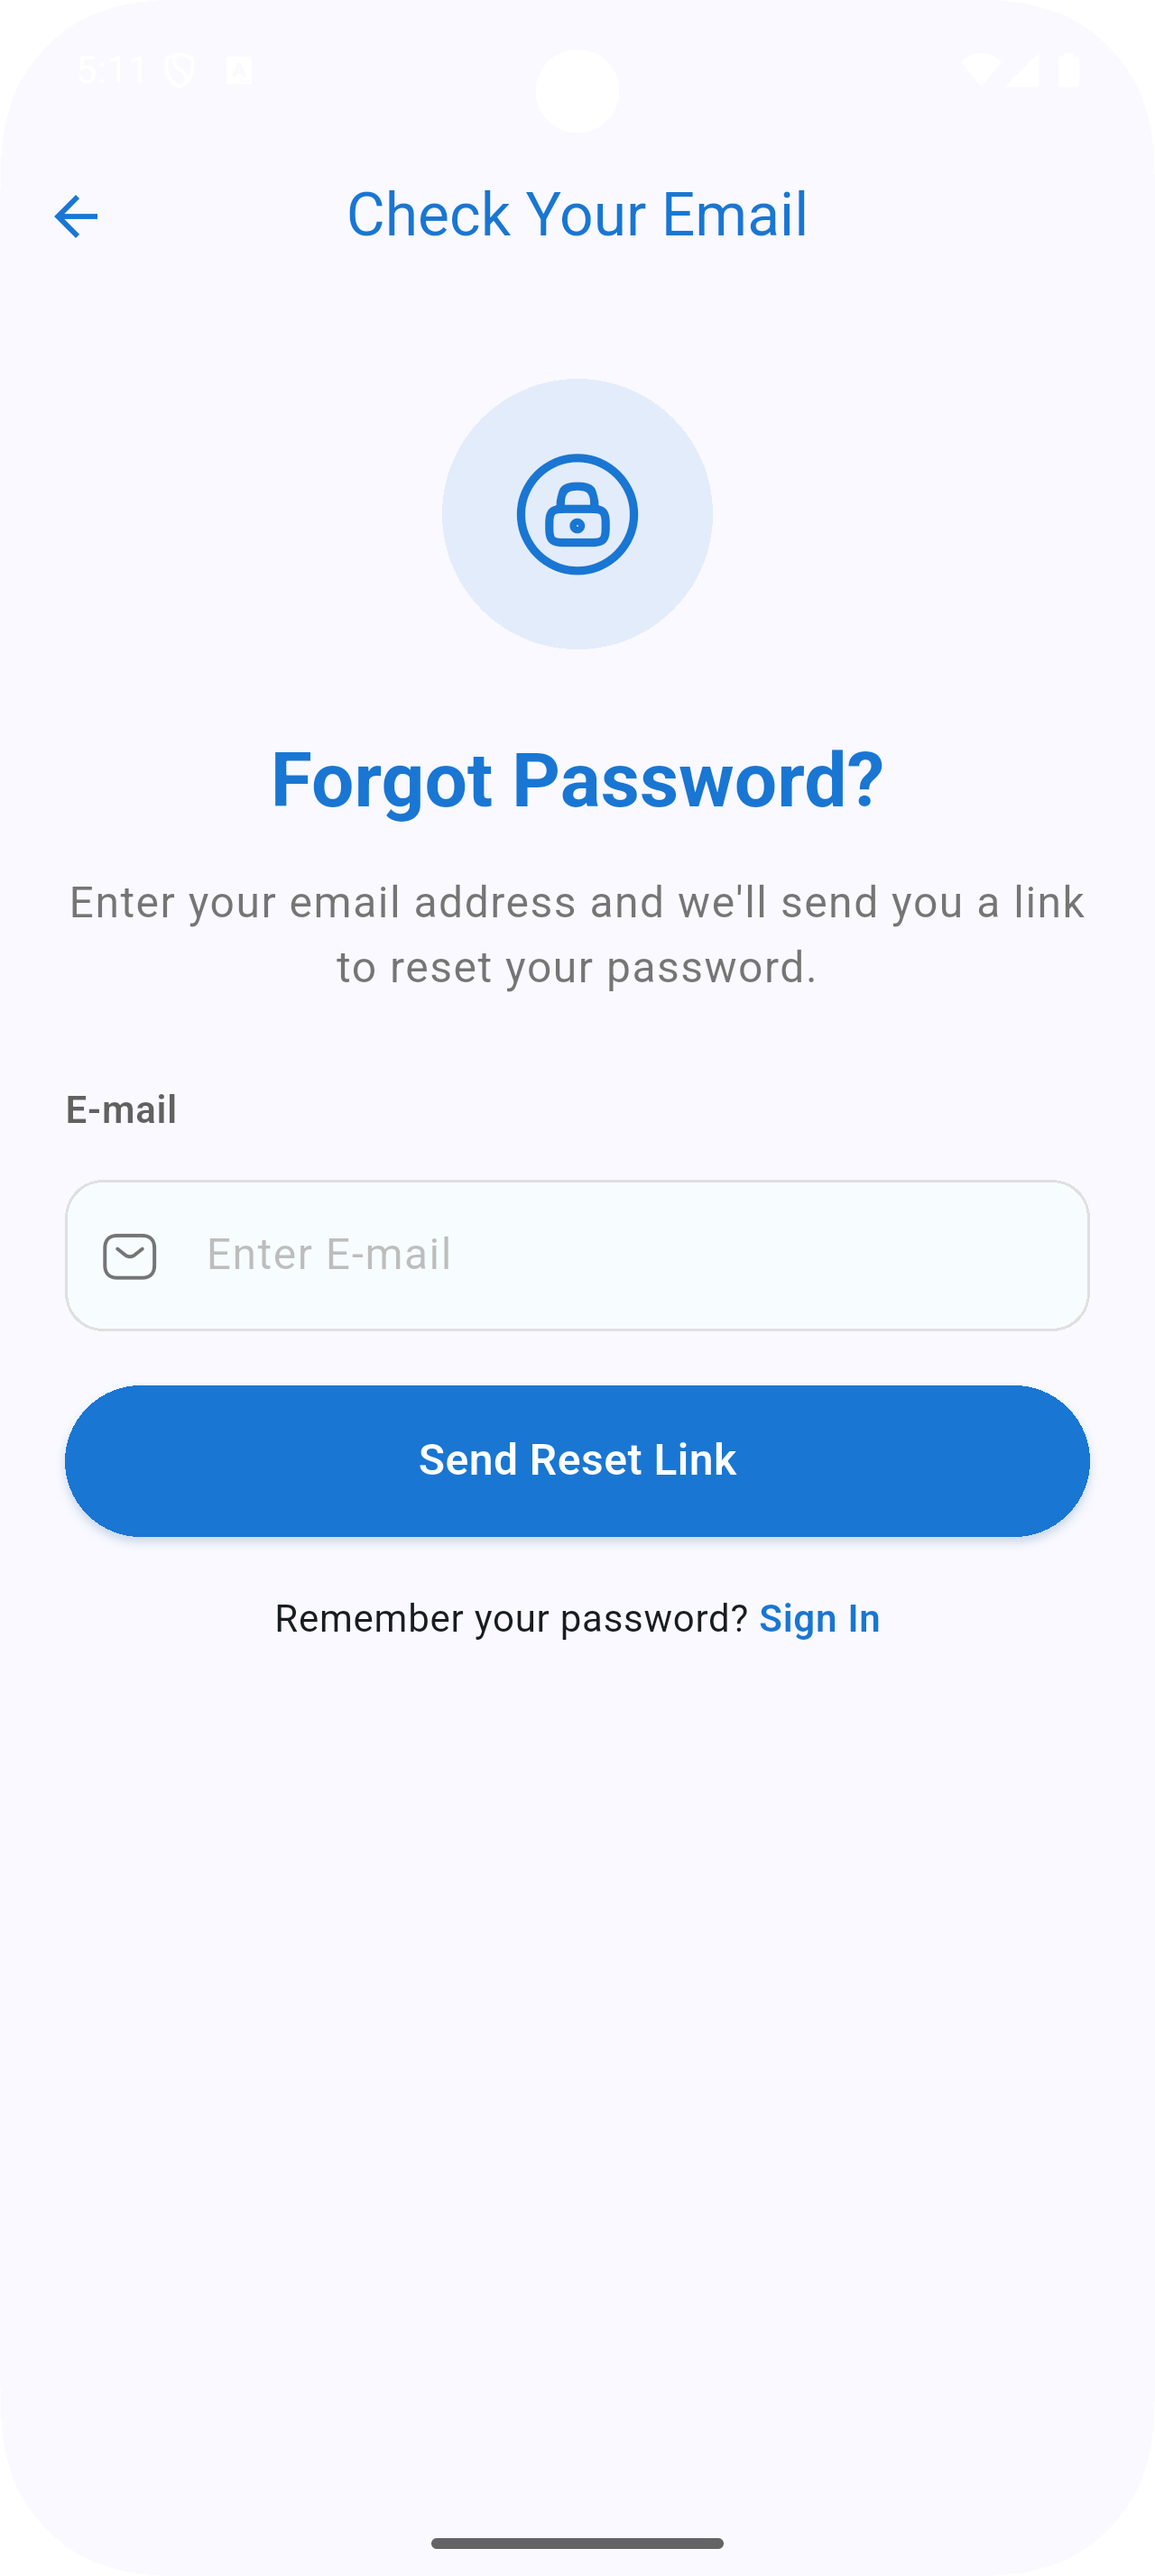 5:11
Check Your Email
Forgot Password?
Enter your email address and we'll send you a link
to reset your password.
E-mail
Enter E-mail
Send Reset Link
Remember your password? Sign In